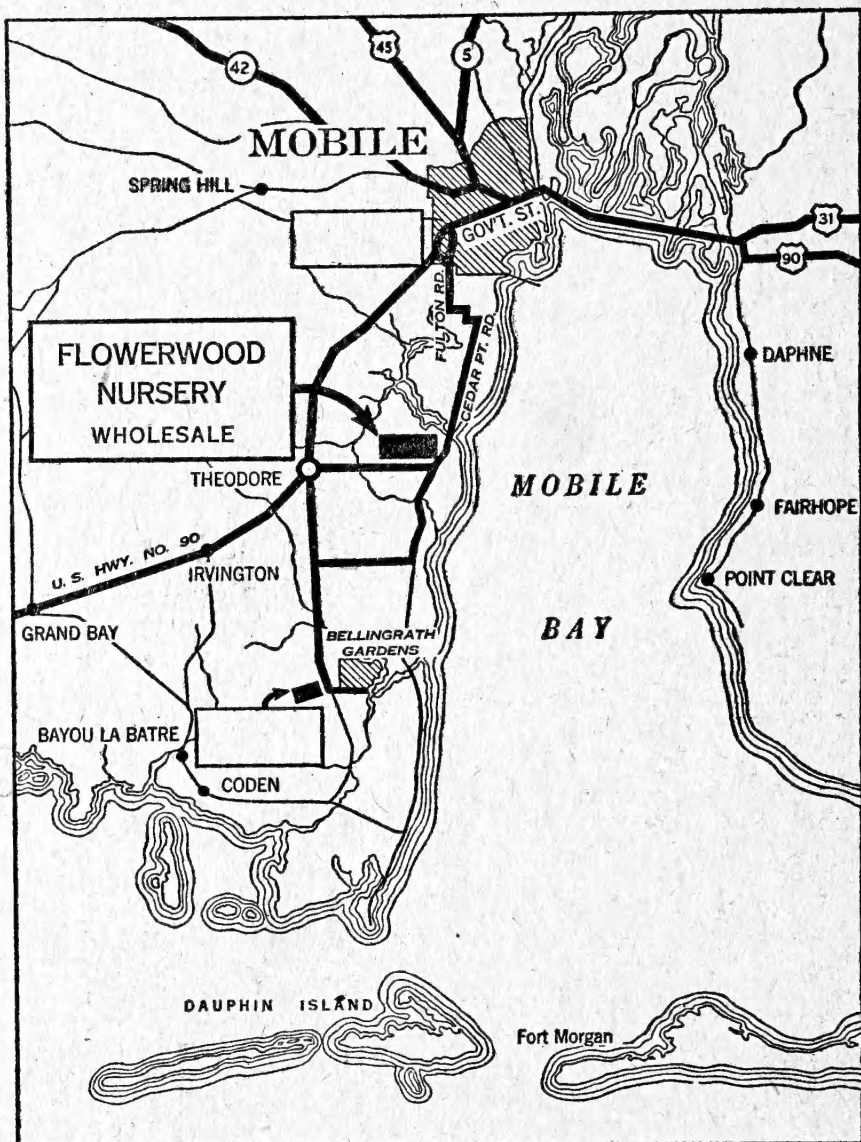 42
45
5
MOBILE
SPRING HILL
GOV'T. ST.
31
90
FULTON RD.
FLOWERWOOD
NURSERY
WHOLESALE
CEDAR PT. RD.
DAPHNE
THEODORE
MOBILE
FAIRHOPE
U. S. HWY. NO. 90
IRVINGTON
POINT CLEAR
GRAND BAY
BELLINGRATH
GARDENS
BAY
BAYOU LA BATRE
CODEN
DAUPHIN ISLAND
Fort Morgan